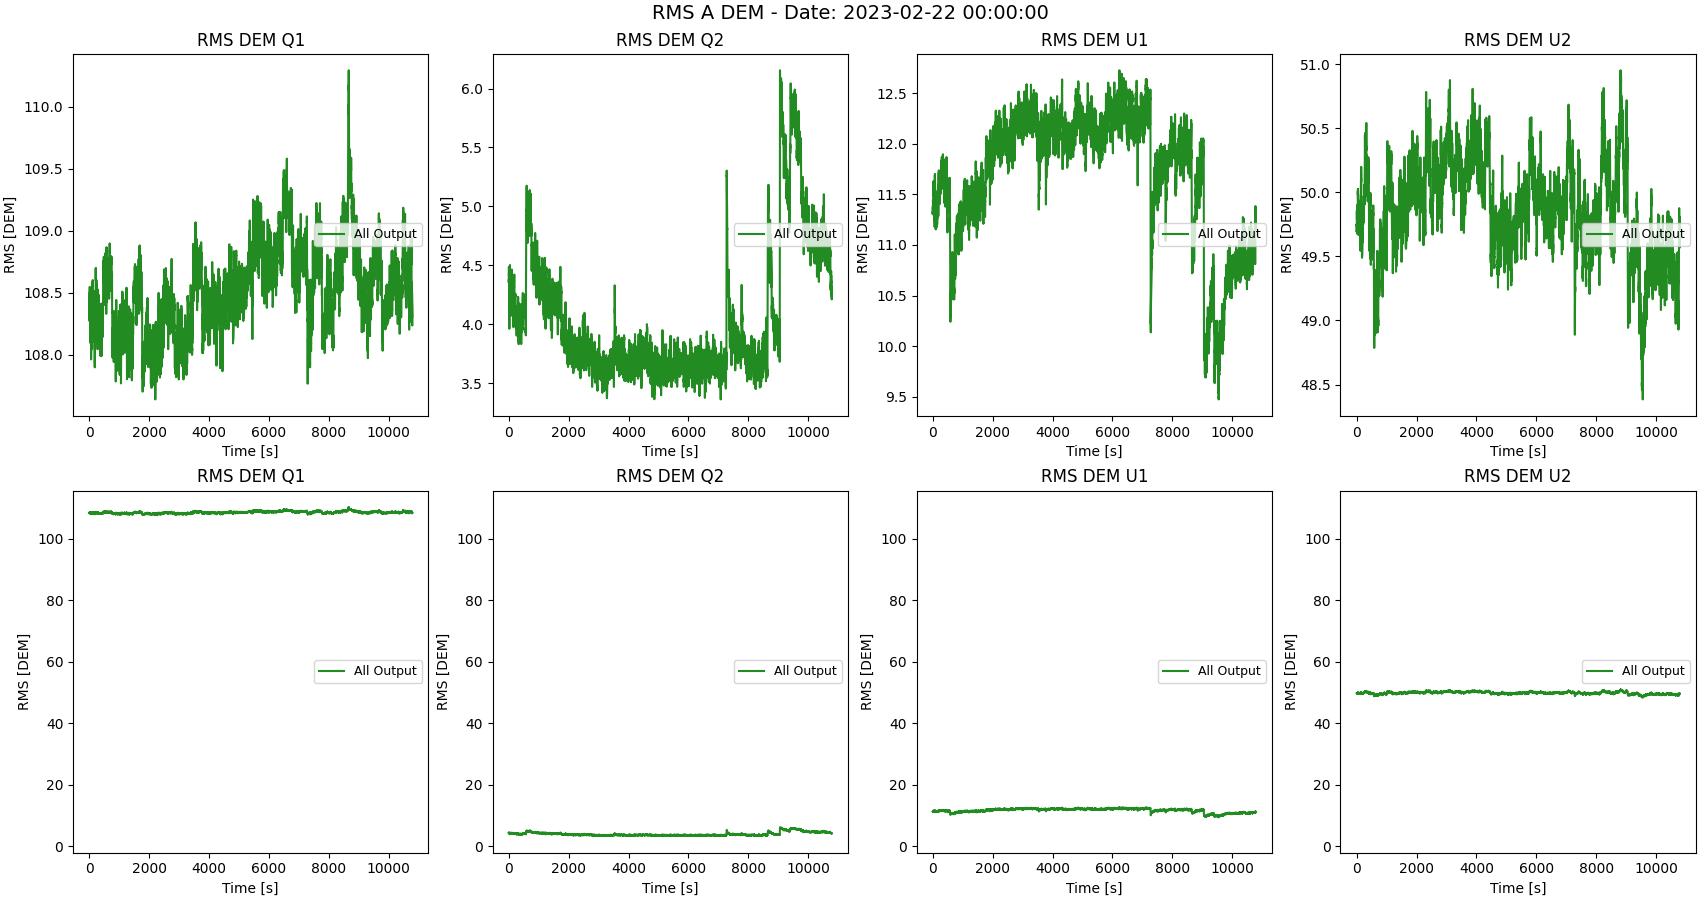 RMS A DEM - Date: 2023-02-22 00:00:00
RMS DEM Q1
RMS [DEM]
110.0
109.5
109.0
108.5
108.0
All Output
0 2000 4000 6000 8000 10000
Time [s]
RMS DEM Q2
RMS [DEM]
6.0
5.5
5.0
4.5
4.0
3.5
All Output
0 2000 4000 6000 8000 10000
Time [s]
RMS DEM U1
RMS [DEM]
12.5
12.0
11.5
11.0
10.5
10.0
9.5
All Output
0 2000 4000 6000 8000 10000
Time [s]
RMS DEM U2
RMS [DEM]
51.0
50.5
50.0
49.5
49.0
48.5
All Output
0 2000 4000 6000 8000 10000
Time [s]
RMS DEM Q1
RMS [DEM]
100
80
60
40
20
0
All Output
0 2000 4000 6000 8000 10000
Time [s]
RMS DEM Q2
RMS [DEM]
100
80
60
40
20
0
All Output
0 2000 4000 6000 8000 10000
Time [s]
RMS DEM U1
RMS [DEM]
100
80
60
40
20
0
All Output
0 2000 4000 6000 8000 10000
Time [s]
RMS DEM U2
RMS [DEM]
100
80
60
40
20
0
All Output
0 2000 4000 6000 8000 10000
Time [s]